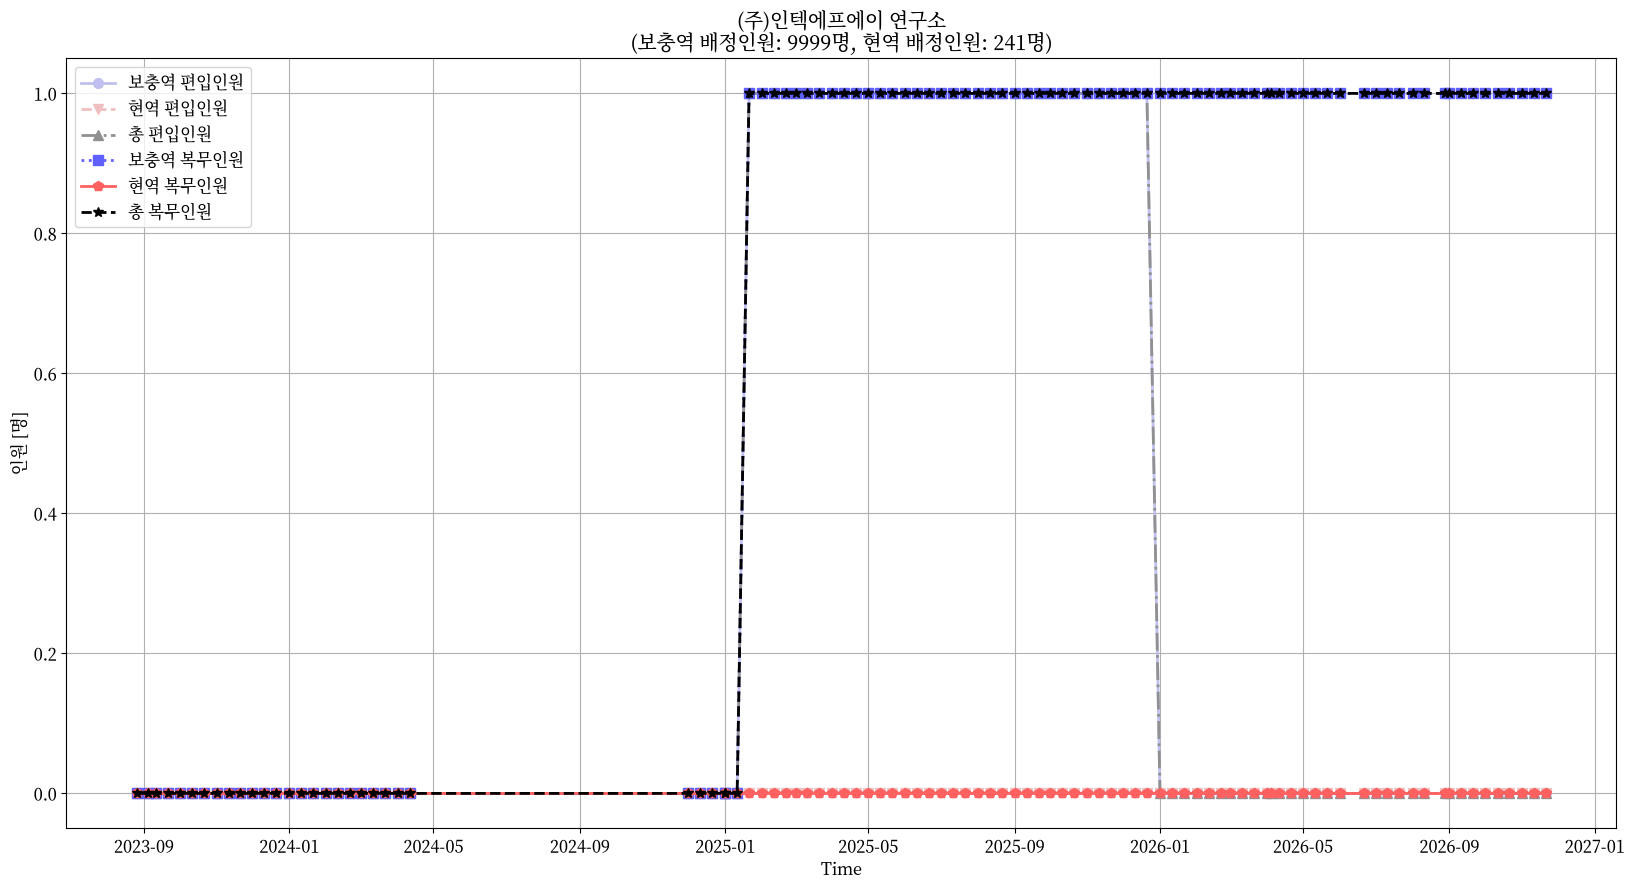 (주)인텍에프에이 연구소
(보충역 배정인원: 9999명, 현역 배정인원: 241명)
보충역 편입인원
현역 편입인원
총 편입인원
보충역 복무인원
현역 복무인원
총 복무인원
인원 [명]
1.0
0.8
0.6
0.4
0.2
0.0
2023-09 2024-01 2024-05 2024-09 2025-01 2025-05 2025-09 2026-01 2026-05 2026-09 2027-01
Time